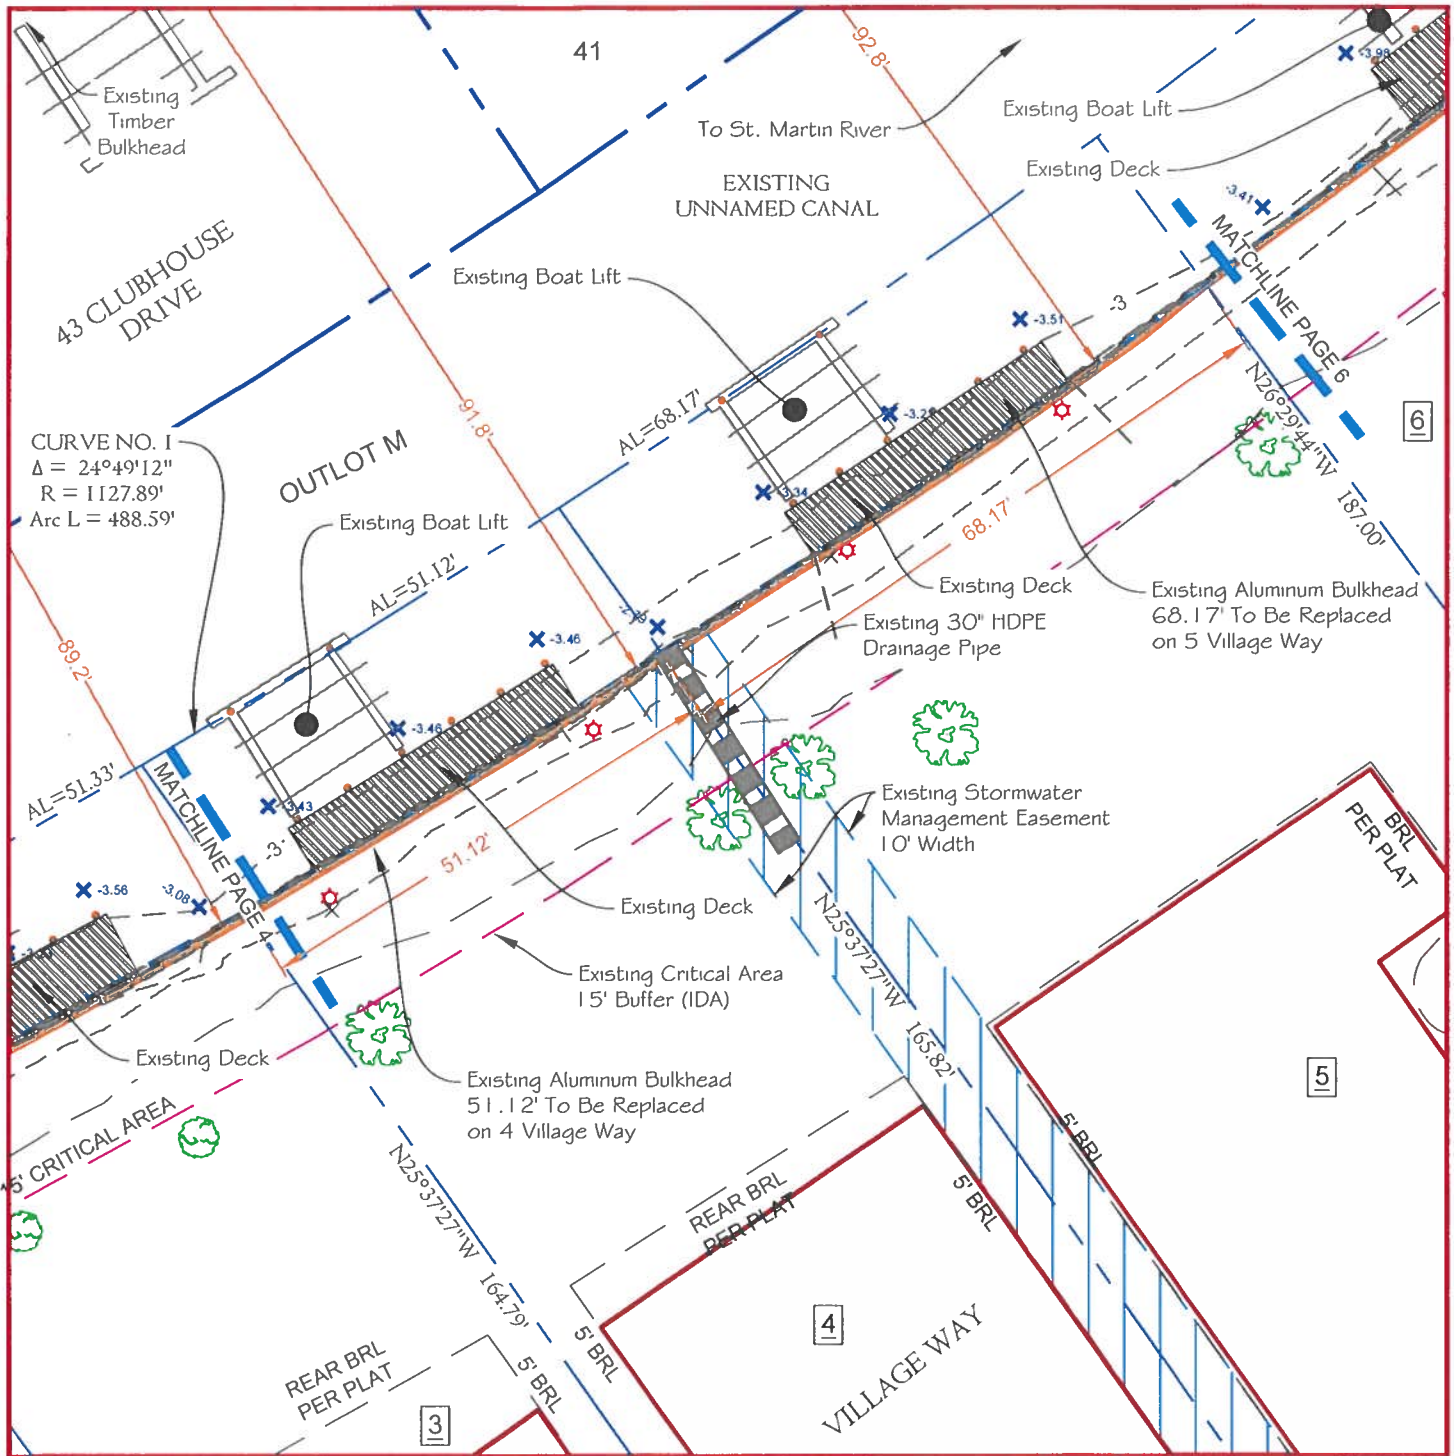 41
92.8'
-3.98
Existing
Timber
Bulkhead
Existing Boat Lift
To St. Martin River
Existing Deck
EXISTING
UNNAMED CANAL
-3.41
MATCHLINE PAGE 6
43 CLUBHOUSE
DRIVE
Existing Boat Lift
-3
-3.51
N26°29'44"W 187.00'
6
91.8'
AL=68.17'
CURVE NO. 1
Δ = 24°49'12"
R = 1127.89'
Arc L = 488.59'
OUTLOT M
-3.34
68.17'
Existing Boat Lift
AL=51.12'
Existing Deck
Existing Aluminum Bulkhead
68.17' To Be Replaced
on 5 Village Way
Existing 30" HDPE
Drainage Pipe
-3.46
89.2'
-3.46
AL=51.33'
MATCHLINE PAGE 4
-3.43
-3
51.12'
Existing Stormwater
Management Easement
10' Width
BRL
PER PLAT
-3.56
-3.08
Existing Deck
N25°37'27"W 165.82'
Existing Critical Area
15' Buffer (IDA)
Existing Deck
Existing Aluminum Bulkhead
51.12' To Be Replaced
on 4 Village Way
5
15' CRITICAL AREA
N25°37'27"W 164.79'
5' BRL
5' BRL
REAR BRL
PER PLAT
4
VILLAGE WAY
5' BRL
5' BRL
REAR BRL
PER PLAT
3